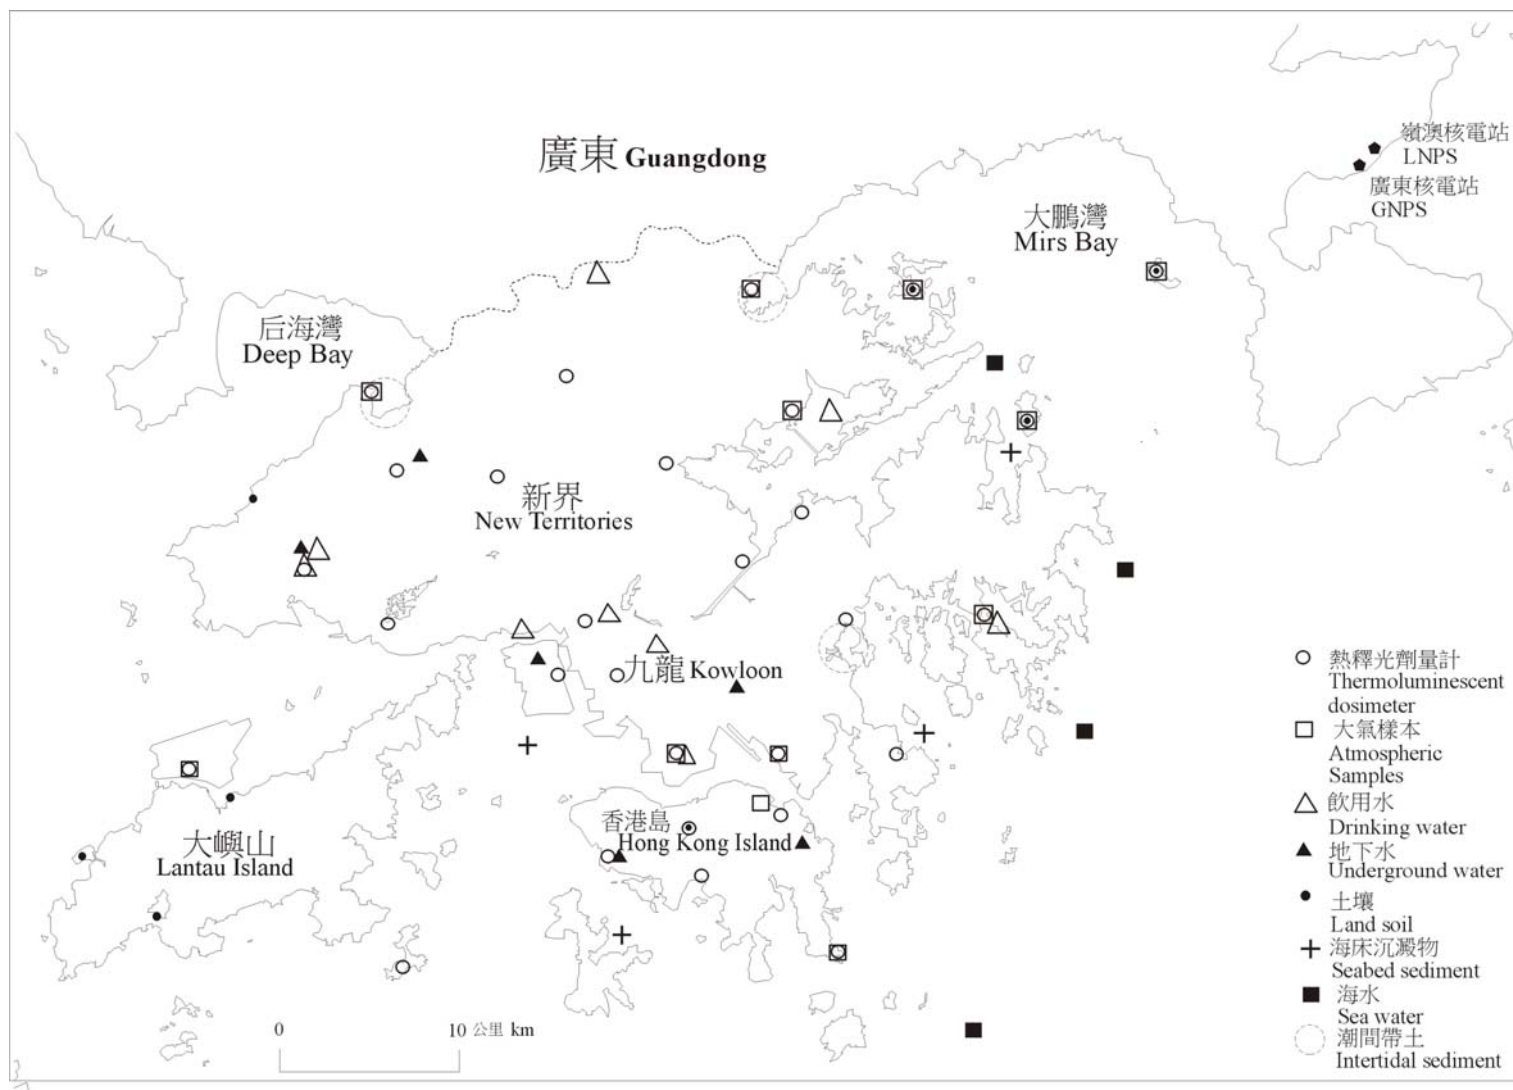 廣東 Guangdong
嶺澳核電站
LNPS
廣東核電站
GNPS
大鵬灣
Mirs Bay
后海灣
Deep Bay
新界
New Territories
九龍 Kowloon
香港島
Hong Kong Island
大嶼山
Lantau Island
熱釋光劑量計
Thermoluminescent
dosimeter
大氣樣本
Atmospheric
Samples
飲用水
Drinking water
地下水
Underground water
土壤
Land soil
海床沉澱物
Seabed sediment
海水
Sea water
潮間帶土
Intertidal sediment
0 10 公里 km